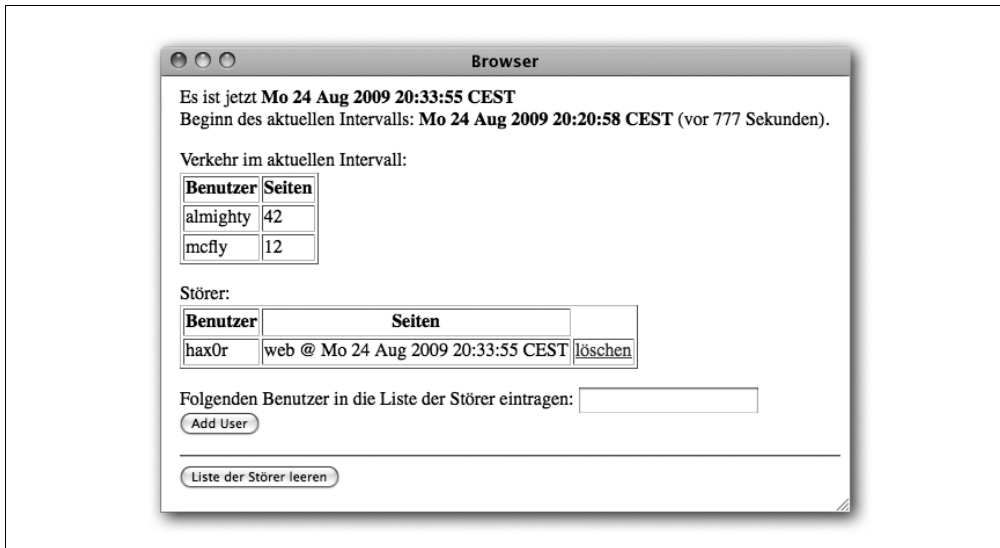 Browser
Es ist jetzt Mo 24 Aug 2009 20:33:55 CEST
Beginn des aktuellen Intervalls: Mo 24 Aug 2009 20:20:58 CEST (vor 777 Sekunden).
Verkehr im aktuellen Intervall:
Benutzer Seiten
almighty 42
mcfly 12
Störer:
Benutzer Seiten
hax0r web @ Mo 24 Aug 2009 20:33:55 CEST löschen
Folgenden Benutzer in die Liste der Störer eintragen:
Add User
Liste der Störer leeren